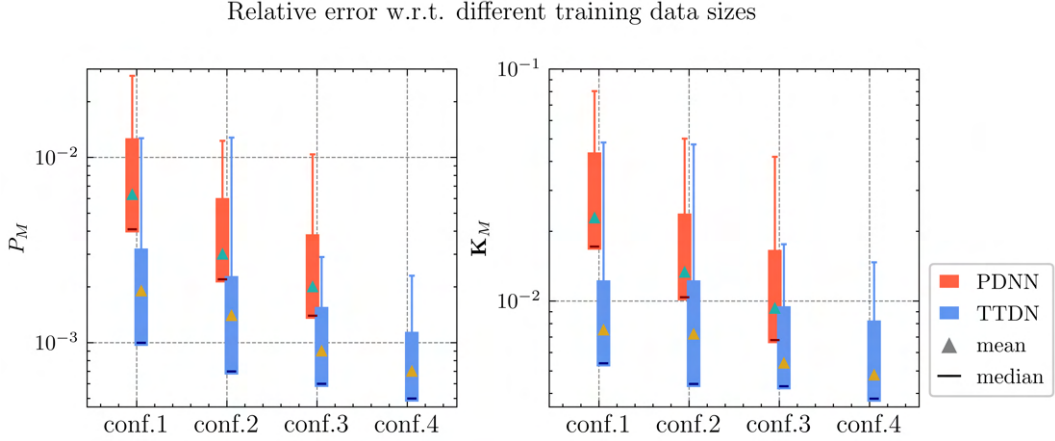 Relative error w.r.t. different training data sizes
P_M
10⁻²
10⁻³
conf.1 conf.2 conf.3 conf.4
K_M
10⁻¹
10⁻²
conf.1 conf.2 conf.3 conf.4
PDNN
TTDN
mean
median